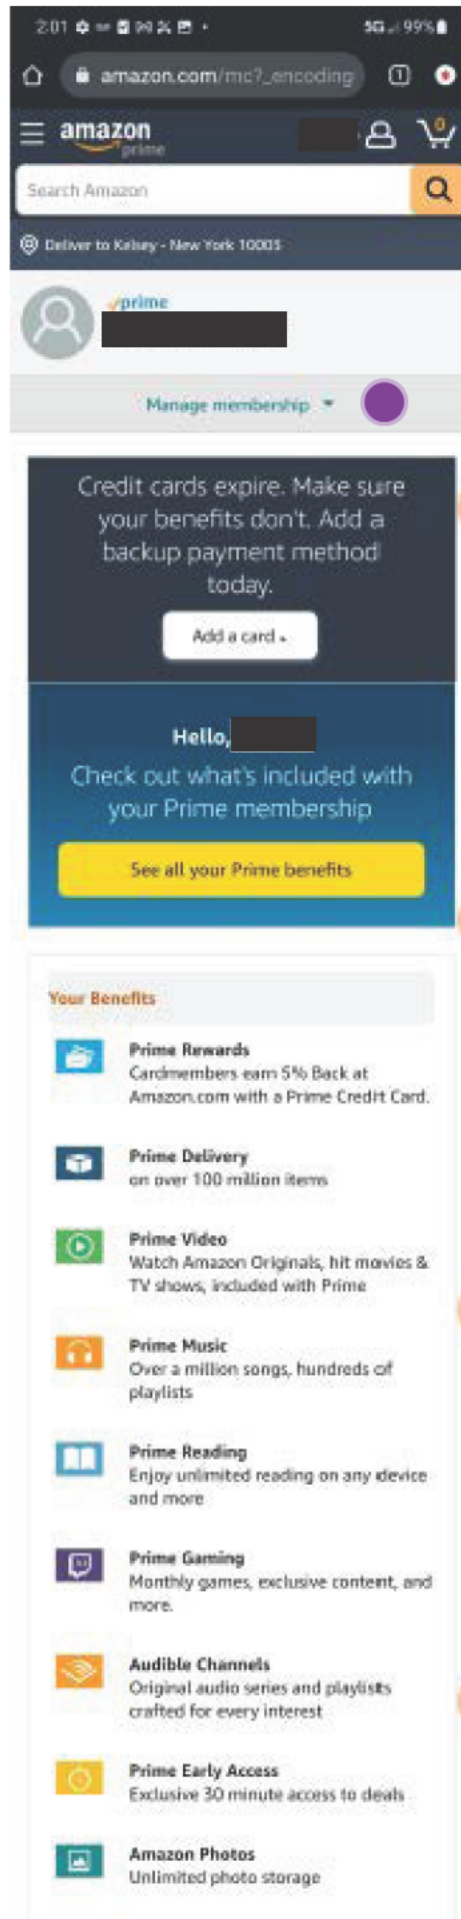 2:01
5G 99%
amazon.com/mc?_encoding
1
amazon
prime
0
Search Amazon
Deliver to Kelsey - New York 10003
prime
Manage membership
Credit cards expire. Make sure
your benefits don't. Add a
backup payment method
today.
Add a card
Hello,
Check out what's included with
your Prime membership
See all your Prime benefits
Your Benefits
Prime Rewards
Cardmembers earn 5% Back at
Amazon.com with a Prime Credit Card.
Prime Delivery
on over 100 million items
Prime Video
Watch Amazon Originals, hit movies &
TV shows, included with Prime
Prime Music
Over a million songs, hundreds of
playlists
Prime Reading
Enjoy unlimited reading on any device
and more
Prime Gaming
Monthly games, exclusive content, and
more.
Audible Channels
Original audio series and playlists
crafted for every interest
Prime Early Access
Exclusive 30 minute access to deals
Amazon Photos
Unlimited photo storage